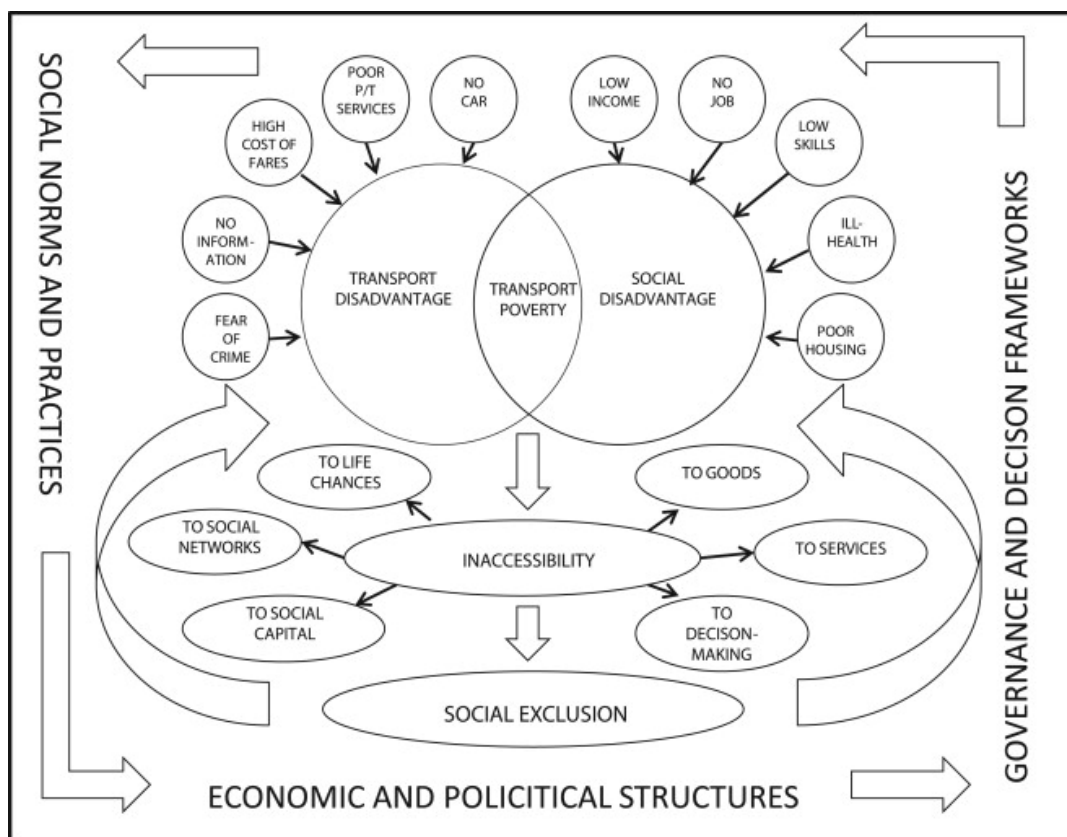 SOCIAL NORMS AND PRACTICES
POOR
P/T
SERVICES
NO
CAR
LOW
INCOME
NO
JOB
HIGH
COST OF
FARES
LOW
SKILLS
NO
INFORM-
ATION
ILL-
HEALTH
FEAR
OF
CRIME
POOR
HOUSING
TRANSPORT
DISADVANTAGE
TRANSPORT
POVERTY
SOCIAL
DISADVANTAGE
GOVERNANCE AND DECISON FRAMEWORKS
TO LIFE
CHANCES
TO GOODS
TO SOCIAL
NETWORKS
INACCESSIBILITY
TO SERVICES
TO SOCIAL
CAPITAL
TO
DECISON-
MAKING
SOCIAL EXCLUSION
ECONOMIC AND POLICITICAL STRUCTURES